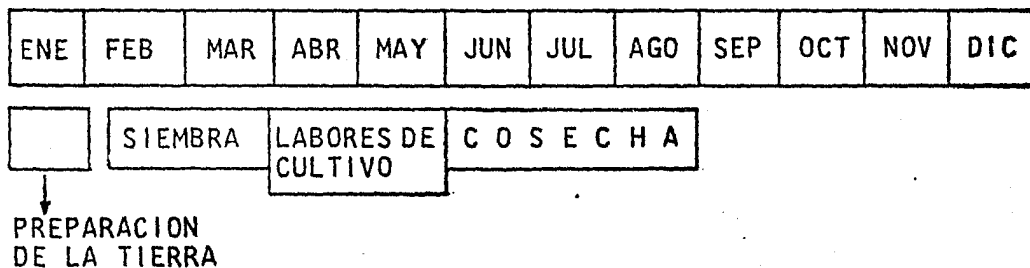 ENE FEB MAR ABR MAY JUN JUL AGO SEP OCT NOV DIC
SIEMBRA LABORES DE COSECHA
CULTIVO
PREPARACION
DE LA TIERRA